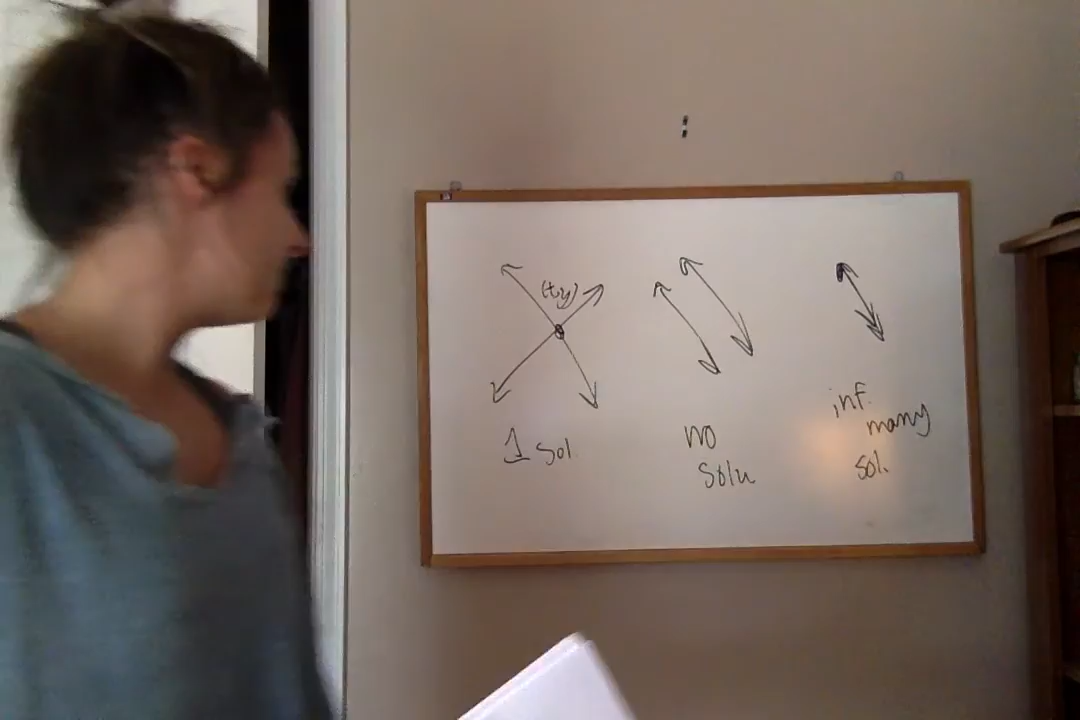 (x,y)
1 Sol.
no
Solu
inf.
many
sol.